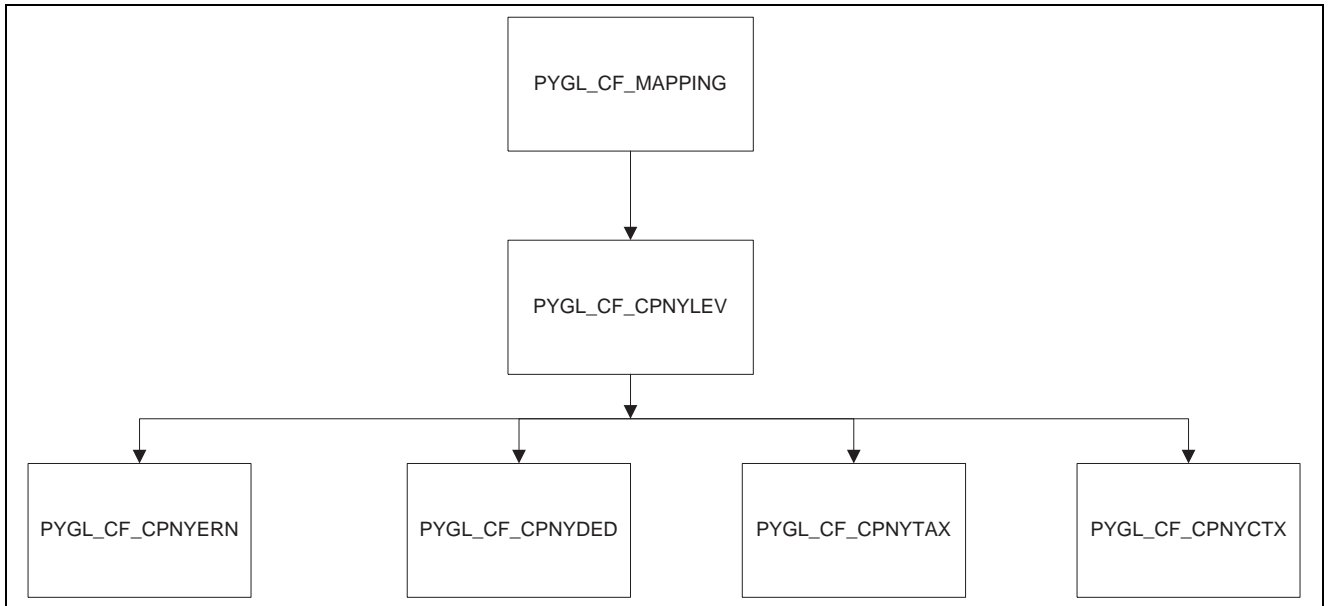 PYGL_CF_MAPPING
PYGL_CF_CPNYLEV
PYGL_CF_CPNYERN
PYGL_CF_CPNYDED
PYGL_CF_CPNYTAX
PYGL_CF_CPNYCTX